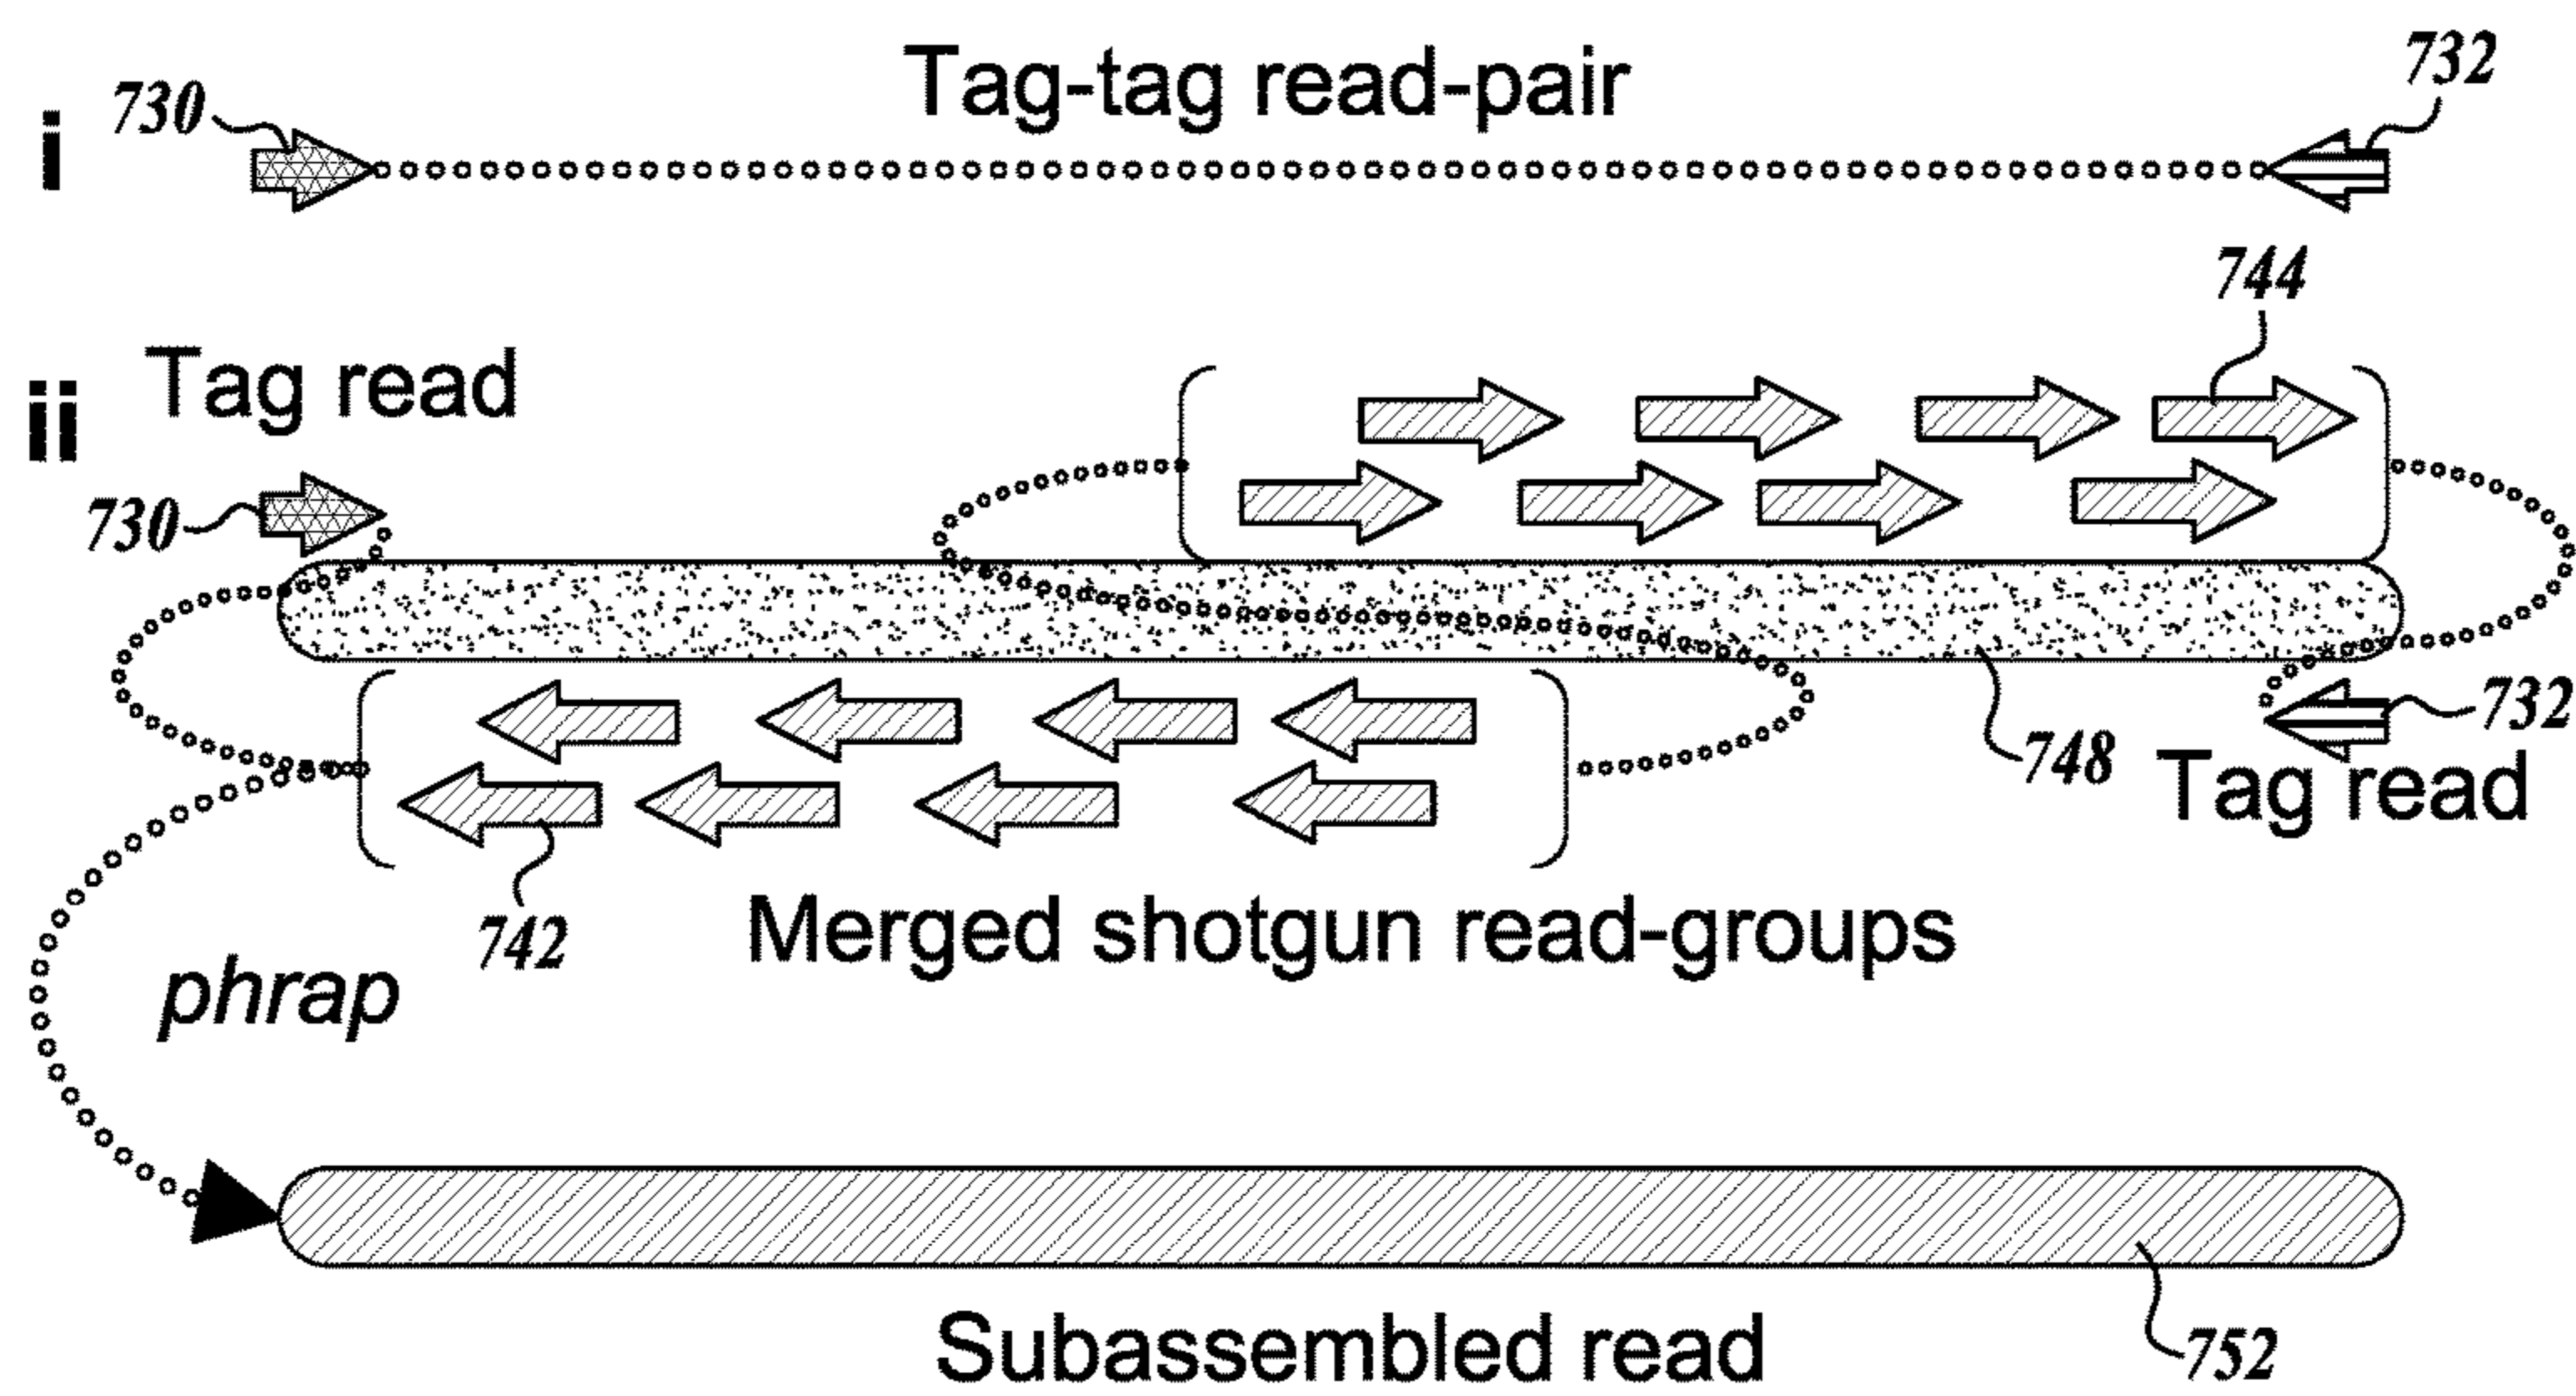 Tag-tag read-pair
732
i
730
744
ii
Tag read
730
732
748
Tag read
742
Merged shotgun read-groups
phrap
Subassembled read
752